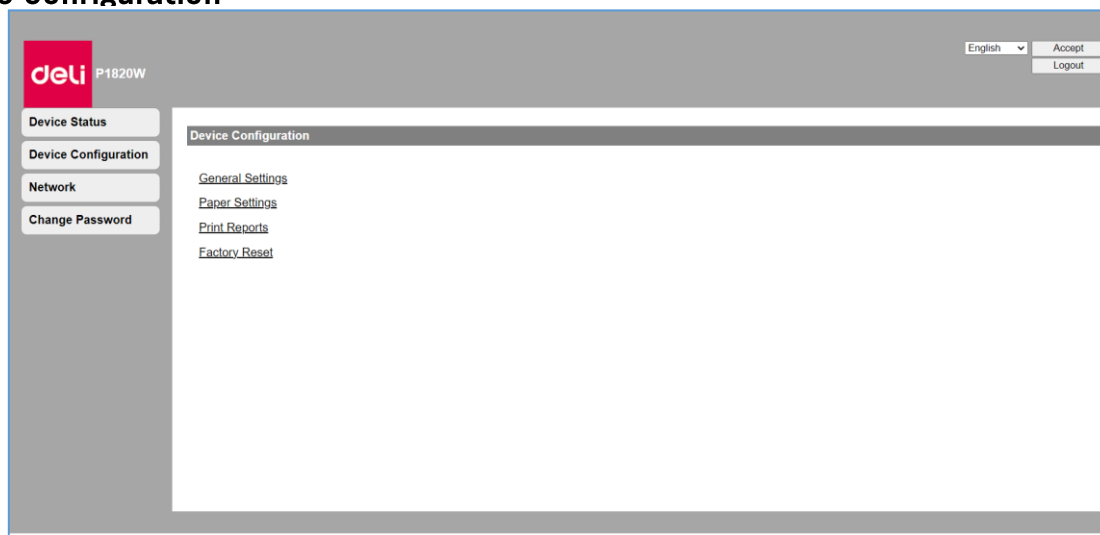 configuration
English Accept
deli P1820W Logout
Device Status
Device Configuration
Device Configuration
General Settings
Network
Paper Settings
Change Password
Print Reports
Factory Reset